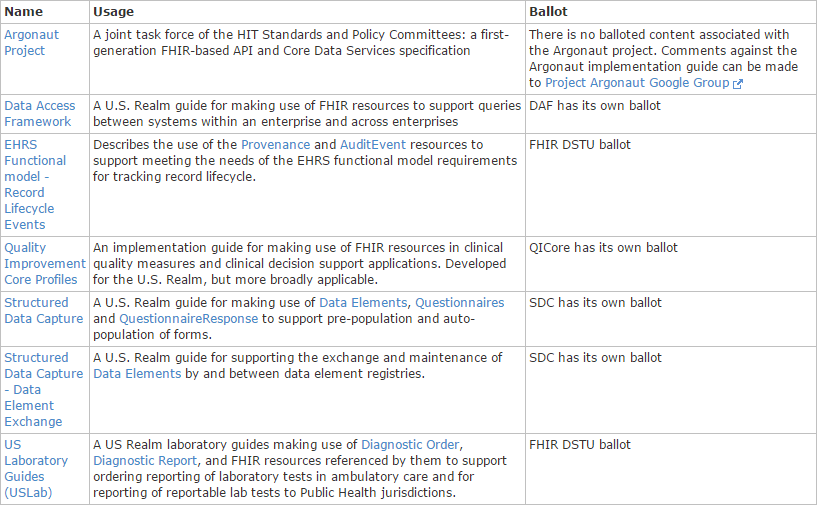 Name Usage Ballot
Argonaut
Project
A joint task force of the HIT Standards and Policy Committees: a first-
generation FHIR-based API and Core Data Services specification
There is no balloted content associated with
the Argonaut project. Comments against the
Argonaut implementation guide can be made
to Project Argonaut Google Group
Data Access
Framework
A U.S. Realm guide for making use of FHIR resources to support queries
between systems within an enterprise and across enterprises
DAF has its own ballot
EHRS
Functional
model -
Record
Lifecycle
Events
Describes the use of the Provenance and AuditEvent resources to
support meeting the needs of the EHRS functional model requirements
for tracking record lifecycle.
FHIR DSTU ballot
Quality
Improvement
Core Profiles
An implementation guide for making use of FHIR resources in clinical
quality measures and clinical decision support applications. Developed
for the U.S. Realm, but more broadly applicable.
QICore has its own ballot
Structured
Data Capture
A U.S. Realm guide for making use of Data Elements, Questionnaires
and QuestionnaireResponse to support pre-population and auto-
population of forms.
SDC has its own ballot
Structured
Data Capture
- Data
Element
Exchange
A U.S. Realm guide for supporting the exchange and maintenance of
Data Elements by and between data element registries.
SDC has its own ballot
US
Laboratory
Guides
(USLab)
A US Realm laboratory guides making use of Diagnostic Order,
Diagnostic Report, and FHIR resources referenced by them to support
ordering reporting of laboratory tests in ambulatory care and for
reporting of reportable lab tests to Public Health jurisdictions.
FHIR DSTU ballot